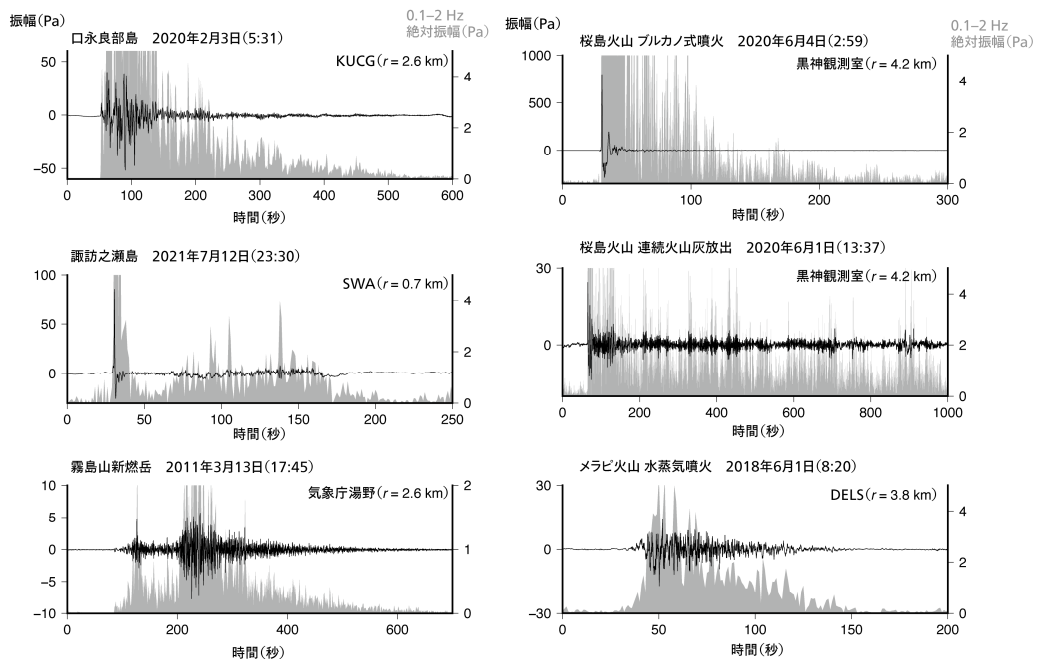 振幅（Pa）
0.1–2 Hz
絶対振幅（Pa）
口永良部島　2020年2月3日（5:31）
KUCG（r = 2.6 km）
50
0
−50
4
2
0
0 100 200 300 400 500 600
時間（秒）
諏訪之瀬島　2021年7月12日（23:30）
SWA（r = 0.7 km）
100
50
0
4
2
0
0 50 100 150 200 250
時間（秒）
霧島山新燃岳　2011年3月13日（17:45）
気象庁湯野（r = 2.6 km）
10
5
0
−5
−10
2
1
0
0 200 400 600
時間（秒）
振幅（Pa）
0.1–2 Hz
絶対振幅（Pa）
桜島火山 ブルカノ式噴火　2020年6月4日（2:59）
黒神観測室（r = 4.2 km）
1000
500
0
4
2
0
0 100 200 300
時間（秒）
桜島火山 連続火山灰放出　2020年6月1日（13:37）
黒神観測室（r = 4.2 km）
30
0
4
2
0
0 200 400 600 800 1000
時間（秒）
メラピ火山 水蒸気噴火　2018年6月1日（8:20）
DELS（r = 3.8 km）
30
0
−30
4
2
0
0 50 100 150 200
時間（秒）